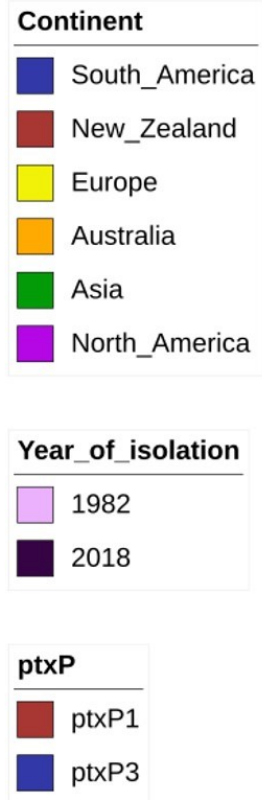 Continent
South_America
New_Zealand
Europe
Australia
Asia
North_America
Year_of_isolation
1982
2018
ptxP
ptxP1
ptxP3